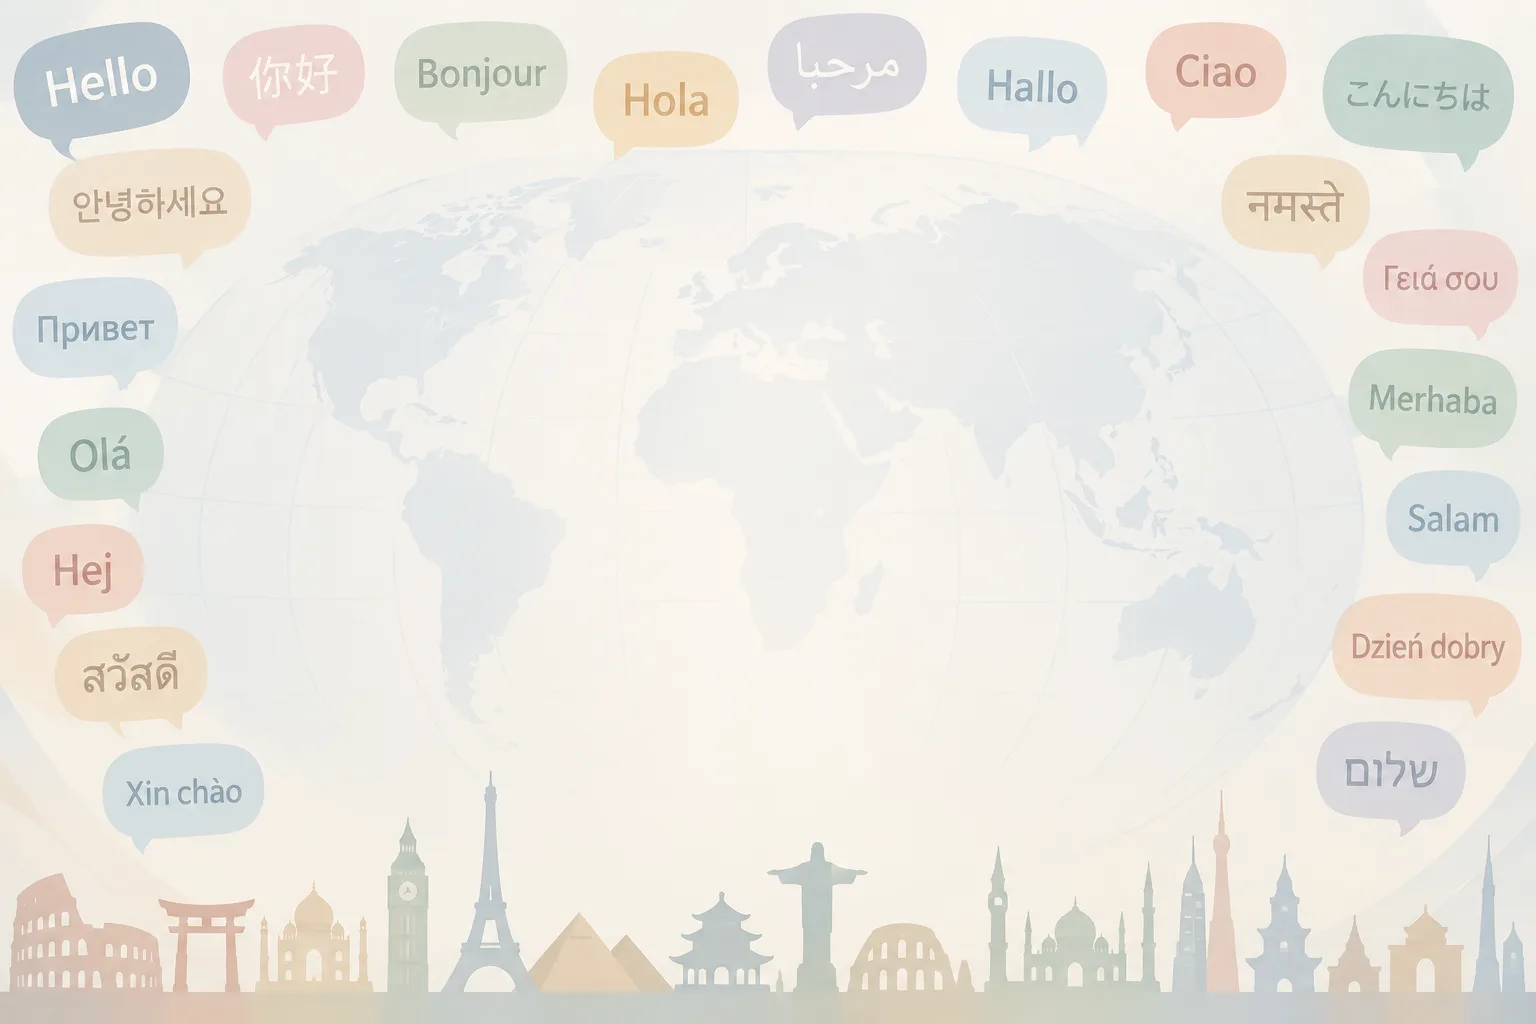 Hello
你好
Bonjour
Hola
مرحبا
Hallo
Ciao
こんにちは
안녕하세요
नमस्ते
Γειά σου
Привет
Merhaba
Olá
Salam
Hej
Dzień dobry
สวัสดี
שלום
Xin chào